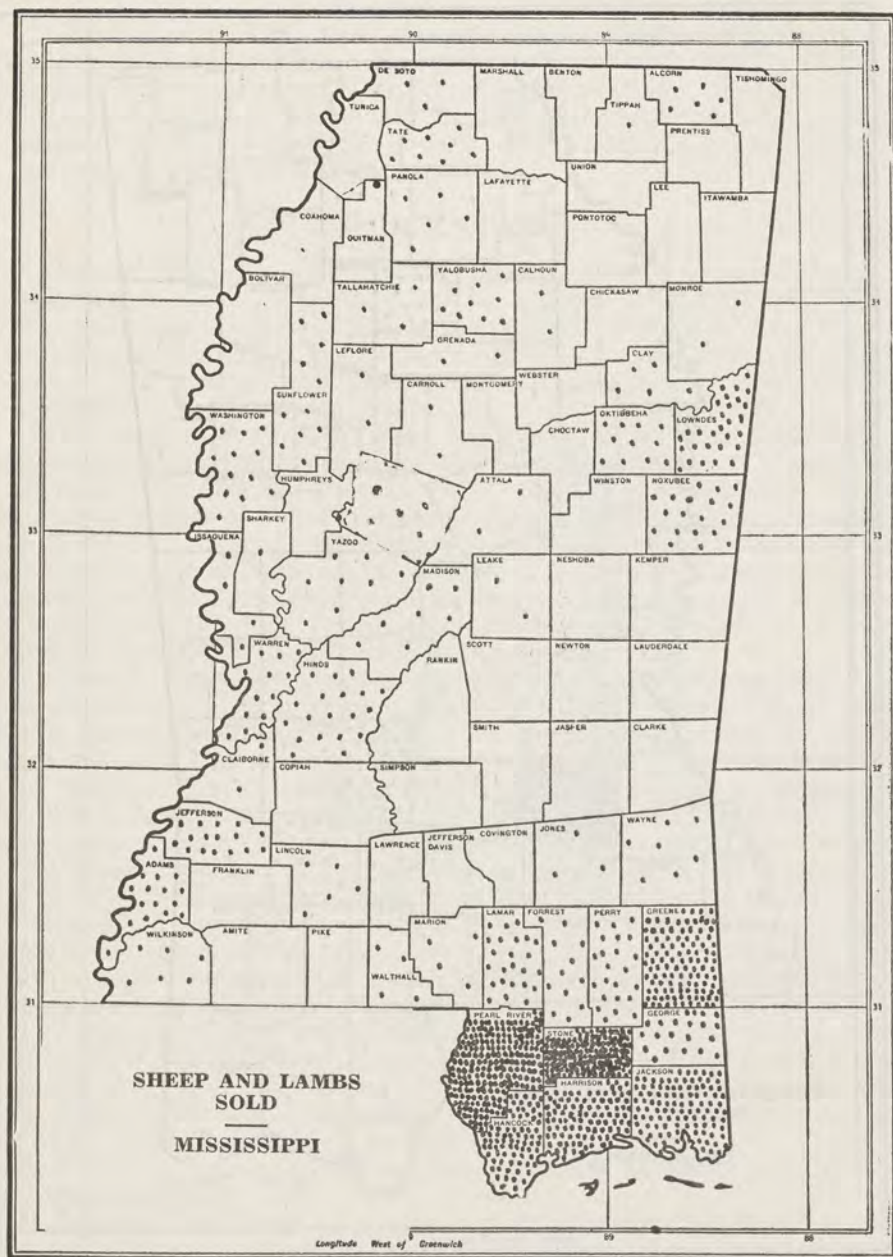 91 90 88
35 35
DE SOTO MARSHALL BENTON ALCORN TISHOMINGO
TUNICA TIPPAH
TATE PRENTISS
UNION
PANOLA LAFAYETTE LEE
ITAWAMBA
COAHOMA PONTOTOC
QUITMAN
BOLIVAR YALOBUSHA CALHOUN
TALLAHATCHIE CHICKASAW MONROE
34 34
GRENADA
LEFLORE CLAY
CARROLL MONTGOMERY WEBSTER
SUNFLOWER
WASHINGTON OKTIBBEHA LOWNDES
CHOCTAW
HUMPHREYS ATTALA WINSTON NOXUBEE
SHARKEY
33 33
ISSAQUENA YAZOO
LEAKE NESHOBA KEMPER
MADISON
WARREN SCOTT NEWTON LAUDERDALE
HINDS RANKIN
SMITH JASPER CLARKE
CLAIBORNE
32 32
COPIAH SIMPSON
JEFFERSON WAYNE
COVINGTON JONES
JEFFERSON
DAVIS
LINCOLN LAWRENCE
ADAMS
FRANKLIN
LAMAR FORREST PERRY GREENE
MARION
WILKINSON AMITE PIKE
WALTHALL
31 31
PEARL RIVER GEORGE
STONE
JACKSON
HARRISON
HANCOCK
SHEEP AND LAMBS
SOLD
MISSISSIPPI
89 88
Longitude West of Greenwich